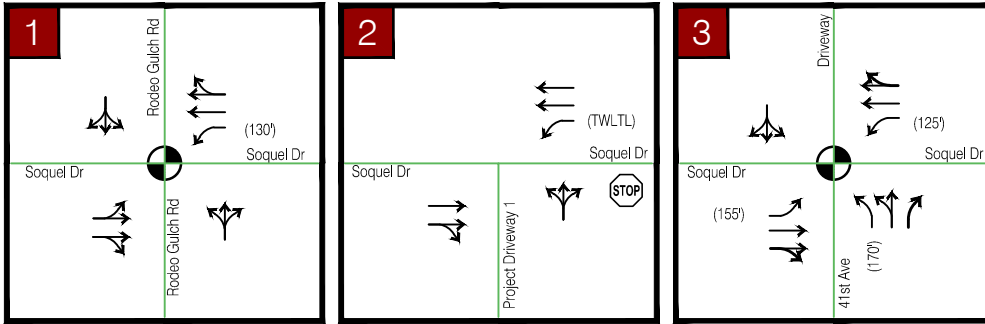 1
Rodeo Gulch Rd
(130')
Soquel Dr
Soquel Dr
Rodeo Gulch Rd
2
(TWLTL)
Soquel Dr
Soquel Dr
STOP
Project Driveway 1
3
Driveway
(125')
Soquel Dr
Soquel Dr
(155')
(170')
41st Ave